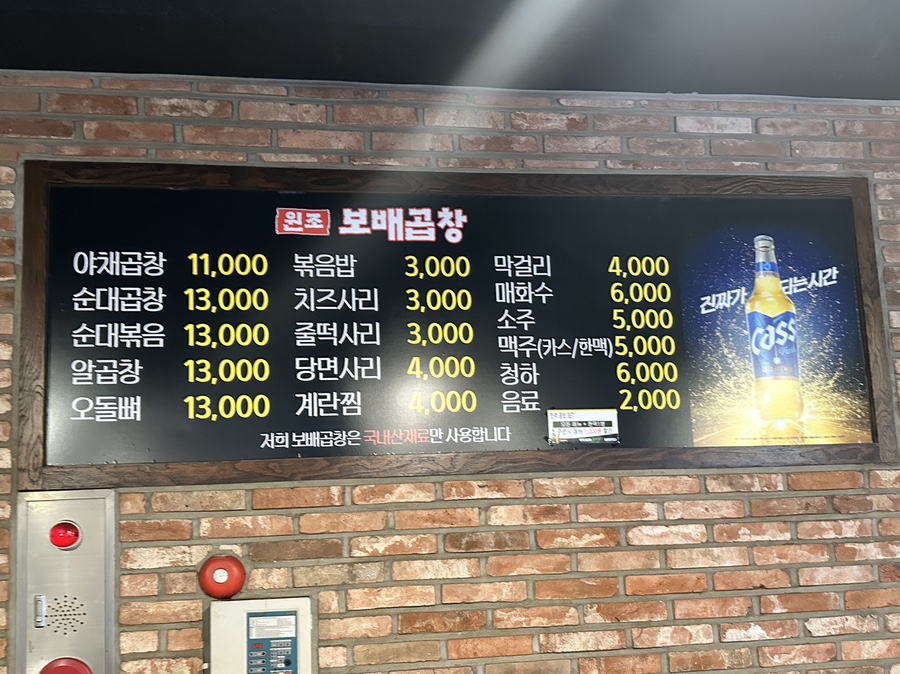 원조 보배곱창
야채곱창 11,000
순대곱창 13,000
순대볶음 13,000
알곱창 13,000
오돌뼈 13,000
볶음밥 3,000
치즈사리 3,000
쫄떡사리 3,000
당면사리 4,000
계란찜 4,000
막걸리 4,000
매화수 6,000
소주 5,000
맥주(카스/한맥) 5,000
청하 6,000
음료 2,000
저희 보배곱창은 국내산재료만 사용합니다
진짜가 되는시간
Cass